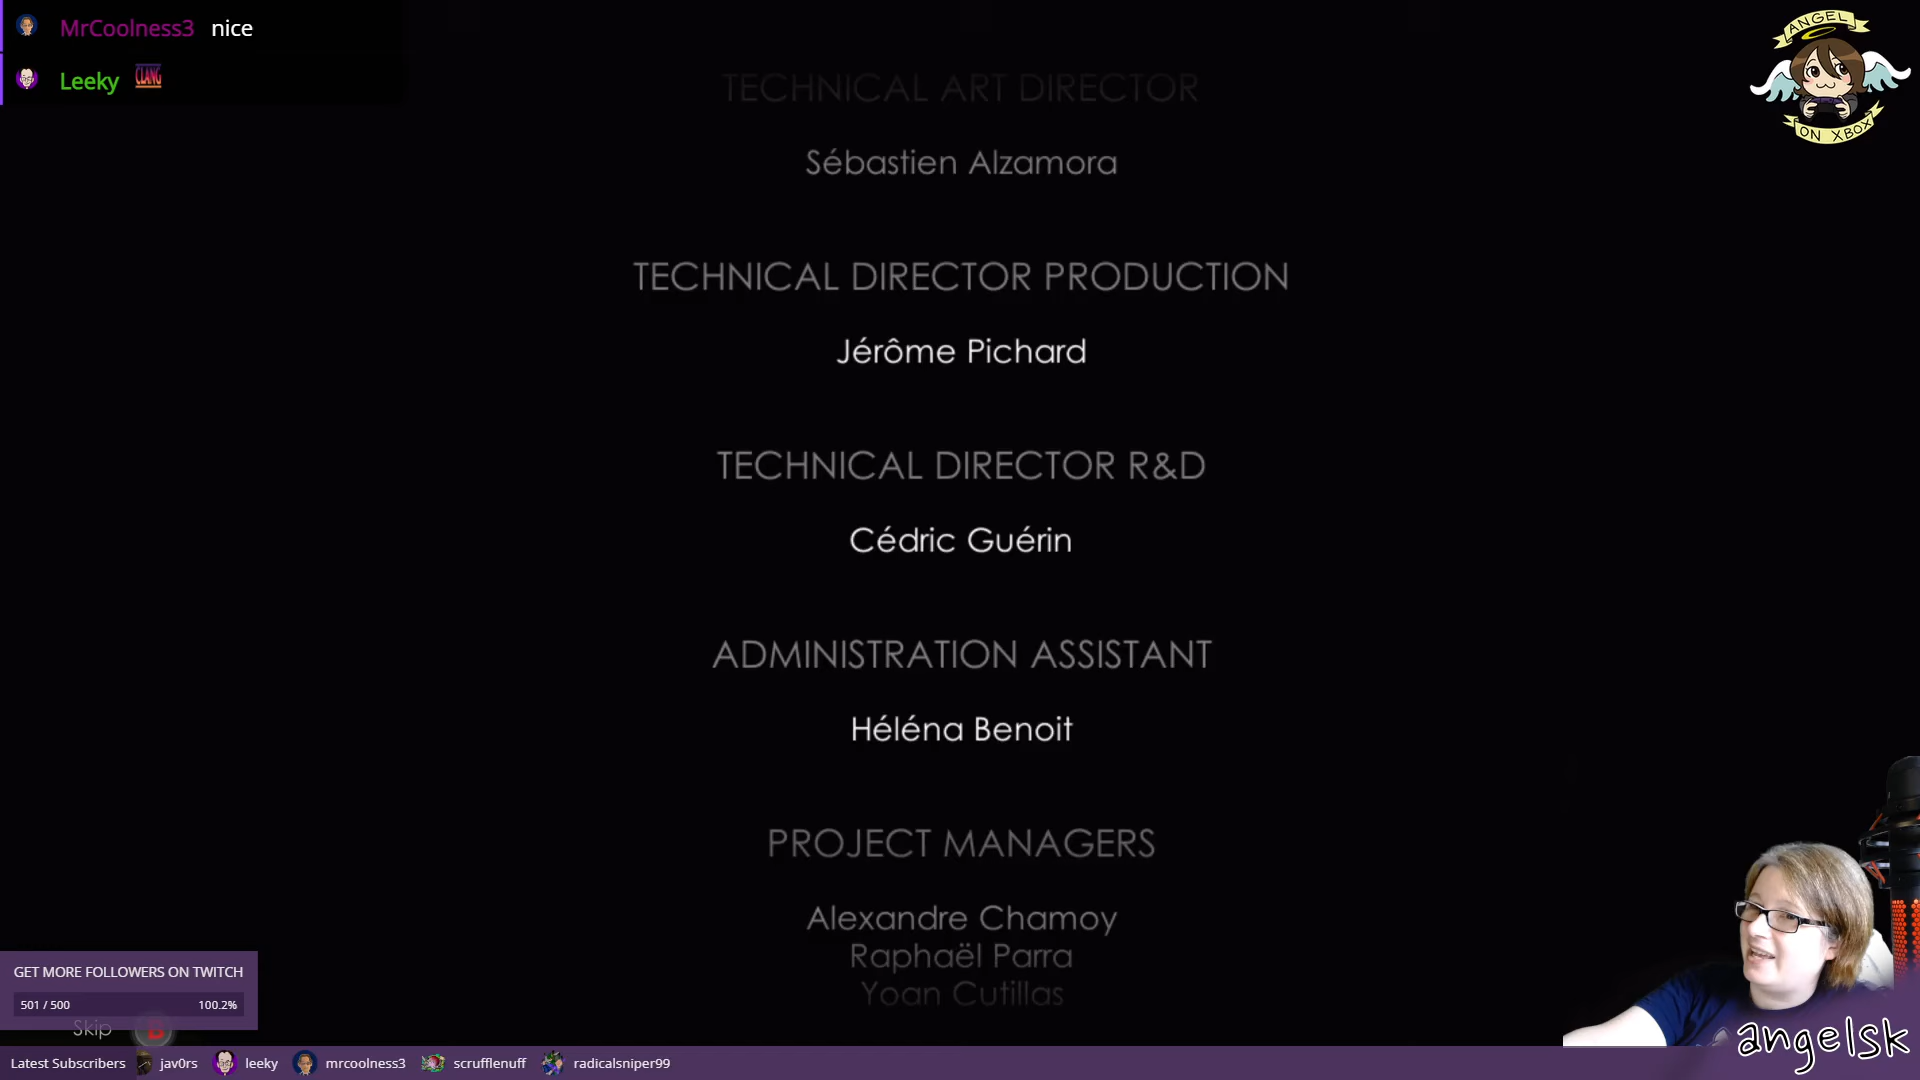 MrCoolness3 nice
Leeky CLANG
ANGEL
ON XBOX
TECHNICAL ART DIRECTOR
Sébastien Alzamora
TECHNICAL DIRECTOR PRODUCTION
Jérôme Pichard
TECHNICAL DIRECTOR R&D
Cédric Guérin
ADMINISTRATION ASSISTANT
Héléna Benoit
PROJECT MANAGERS
Alexandre Chamoy
Raphaël Parra
Yoan Cutillas
GET MORE FOLLOWERS ON TWITCH
501 / 500 100.2%
Skip B
Latest Subscribers jav0rs leeky mrcoolness3 scrufflenuff radicalsniper99
angelsk